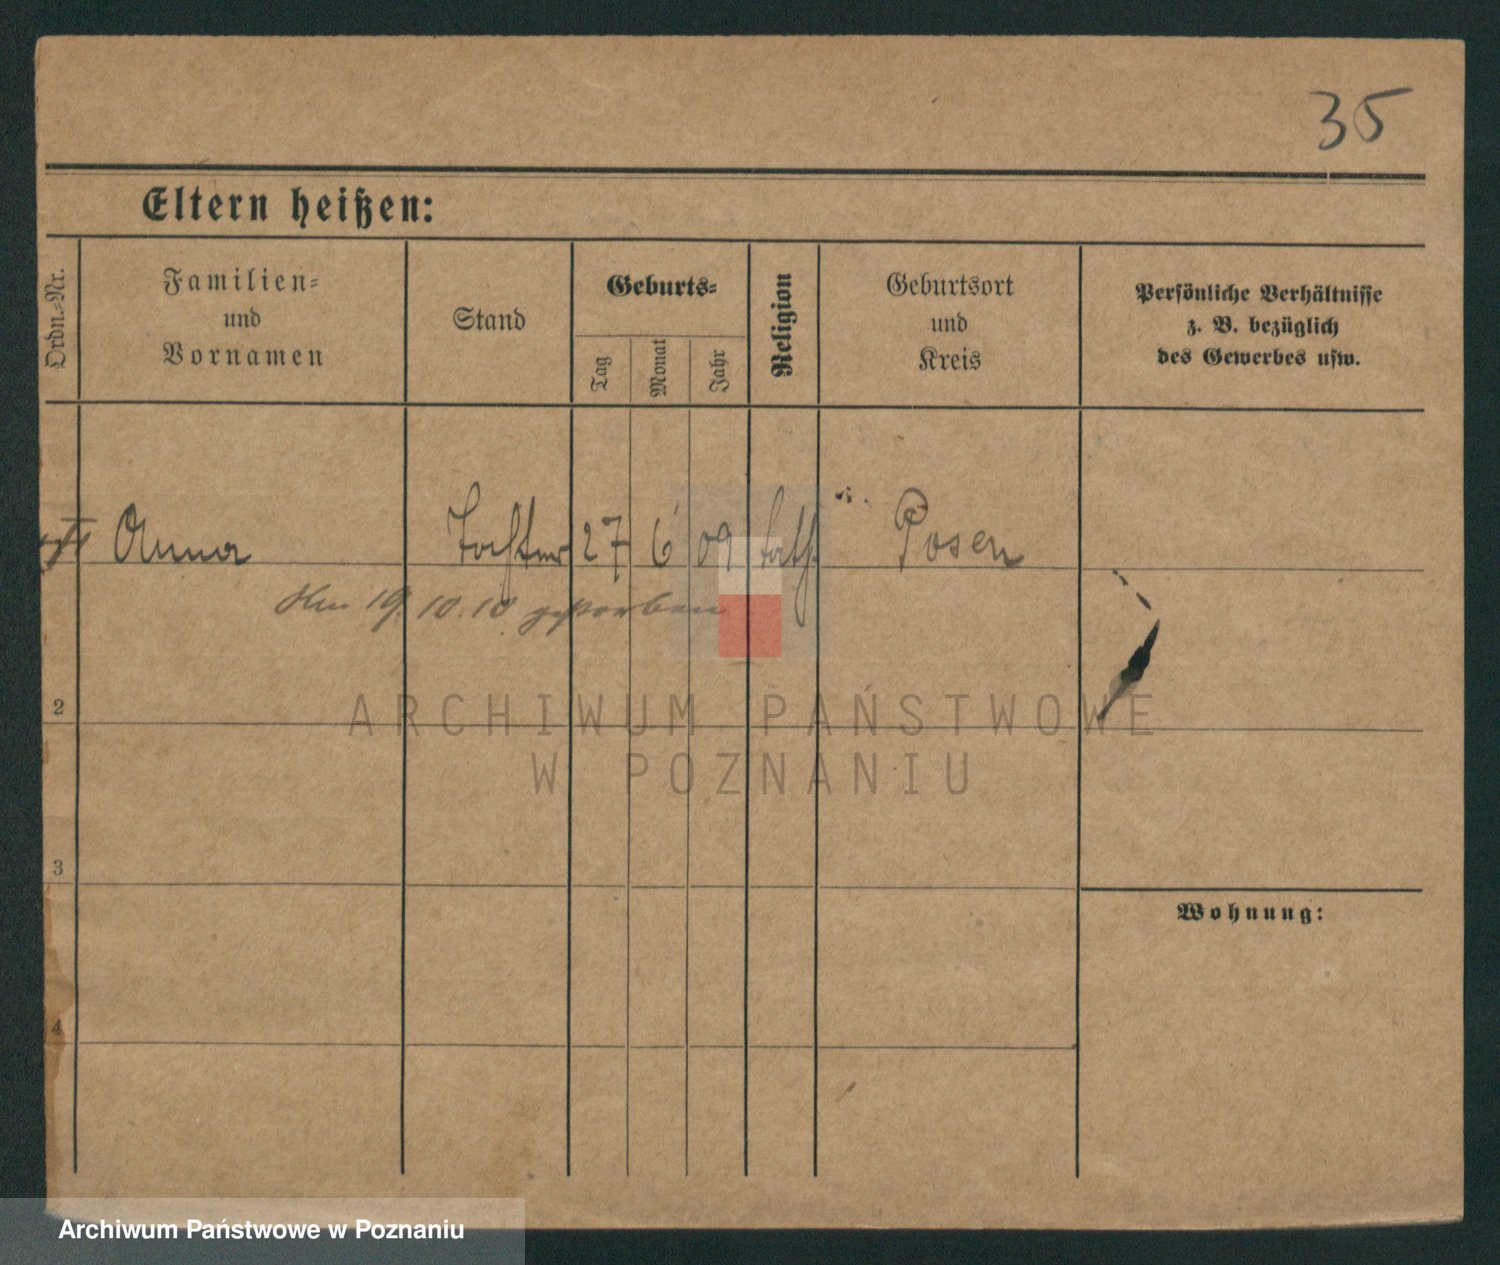 35
Eltern heißen:
Ordn.-Nr.
Familien-
und
Vornamen
Stand
Geburts-
Tag
Monat
Jahr
Religion
Geburtsort
und
Kreis
Persönliche Verhältnisse
z. B. bezüglich
des Gewerbes usw.
Anna Tochter 27 6 09 kath. Posen
Am 19.10.10 gestorben
2
ARCHIWUM PAŃSTWOWE
W POZNANIU
3
Wohnung:
4
Archiwum Państwowe w Poznaniu